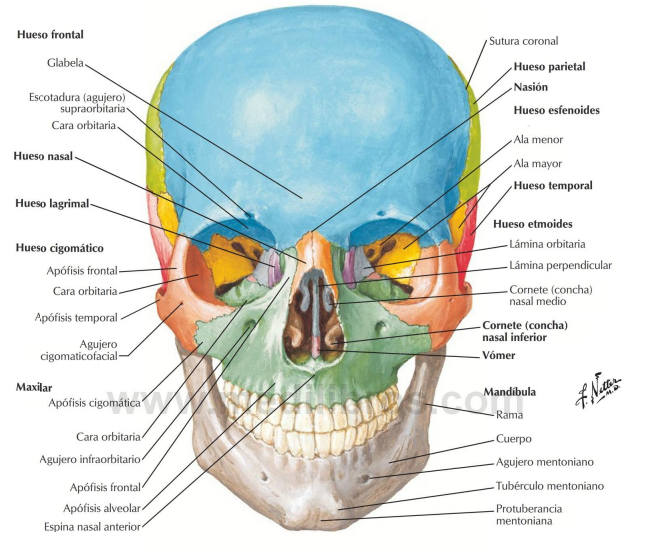 Hueso frontal
Glabela
Escotadura (agujero)
supraorbitaria
Cara orbitaria
Hueso nasal
Hueso lagrimal
Hueso cigomático
Apófisis frontal
Cara orbitaria
Apófisis temporal
Agujero
cigomaticofacial
Maxilar
Apófisis cigomática
Cara orbitaria
Agujero infraorbitario
Apófisis frontal
Apófisis alveolar
Espina nasal anterior
Sutura coronal
Hueso parietal
Nasión
Hueso esfenoides
Ala menor
Ala mayor
Hueso temporal
Hueso etmoides
Lámina orbitaria
Lámina perpendicular
Cornete (concha)
nasal medio
Cornete (concha)
nasal inferior
Vómer
Mandíbula
Rama
Cuerpo
Agujero mentoniano
Tubérculo mentoniano
Protuberancia
mentoniana
F. Netter
M.D.